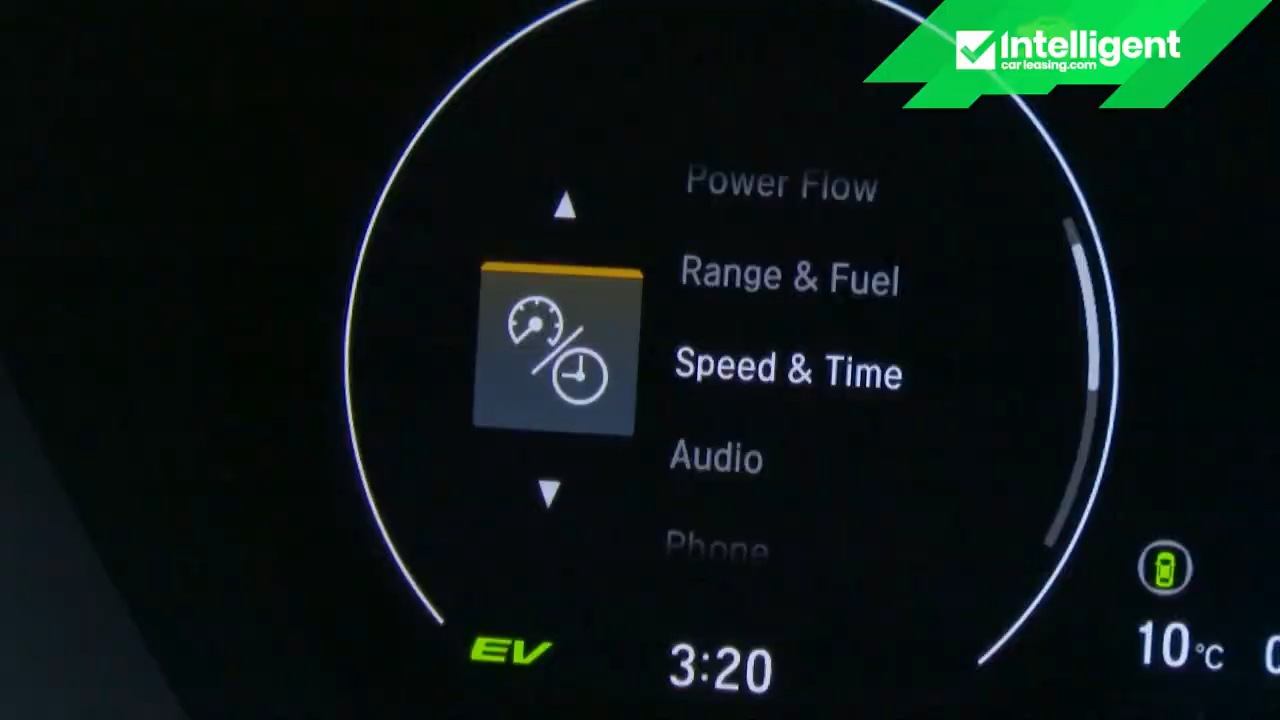 Intelligent
carleasing.com
Power Flow
Range & Fuel
Speed & Time
Audio
Phone
EV
3:20
10°C